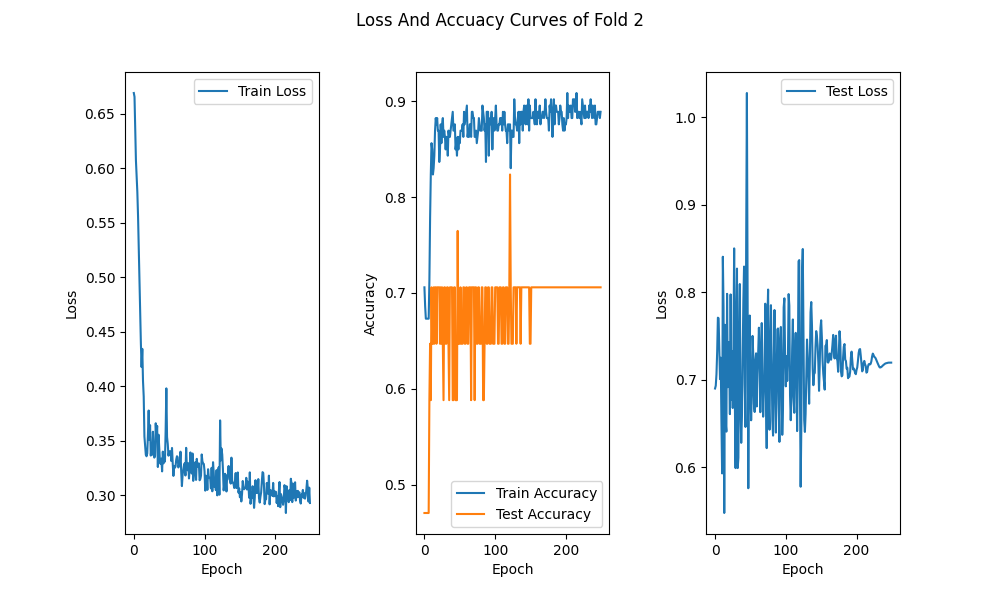 Loss And Accuacy Curves of Fold 2
Loss
0.65
0.60
0.55
0.50
0.45
0.40
0.35
0.30
Train Loss
0
100
200
Epoch
Accuracy
0.9
0.8
0.7
0.6
0.5
Train Accuracy
Test Accuracy
0
100
200
Epoch
Loss
1.0
0.9
0.8
0.7
0.6
Test Loss
0
100
200
Epoch